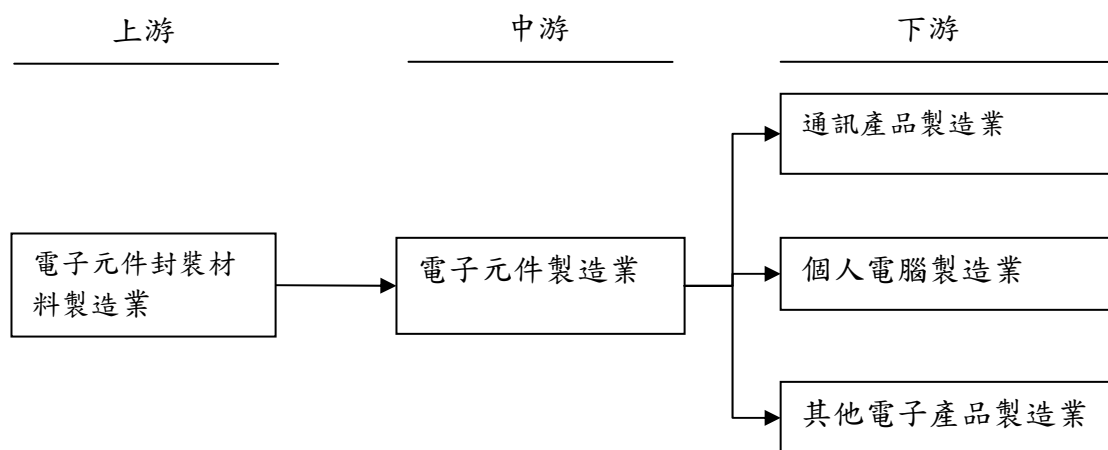 上游
中游
下游
通訊產品製造業
電子元件封裝材
料製造業
電子元件製造業
個人電腦製造業
其他電子產品製造業